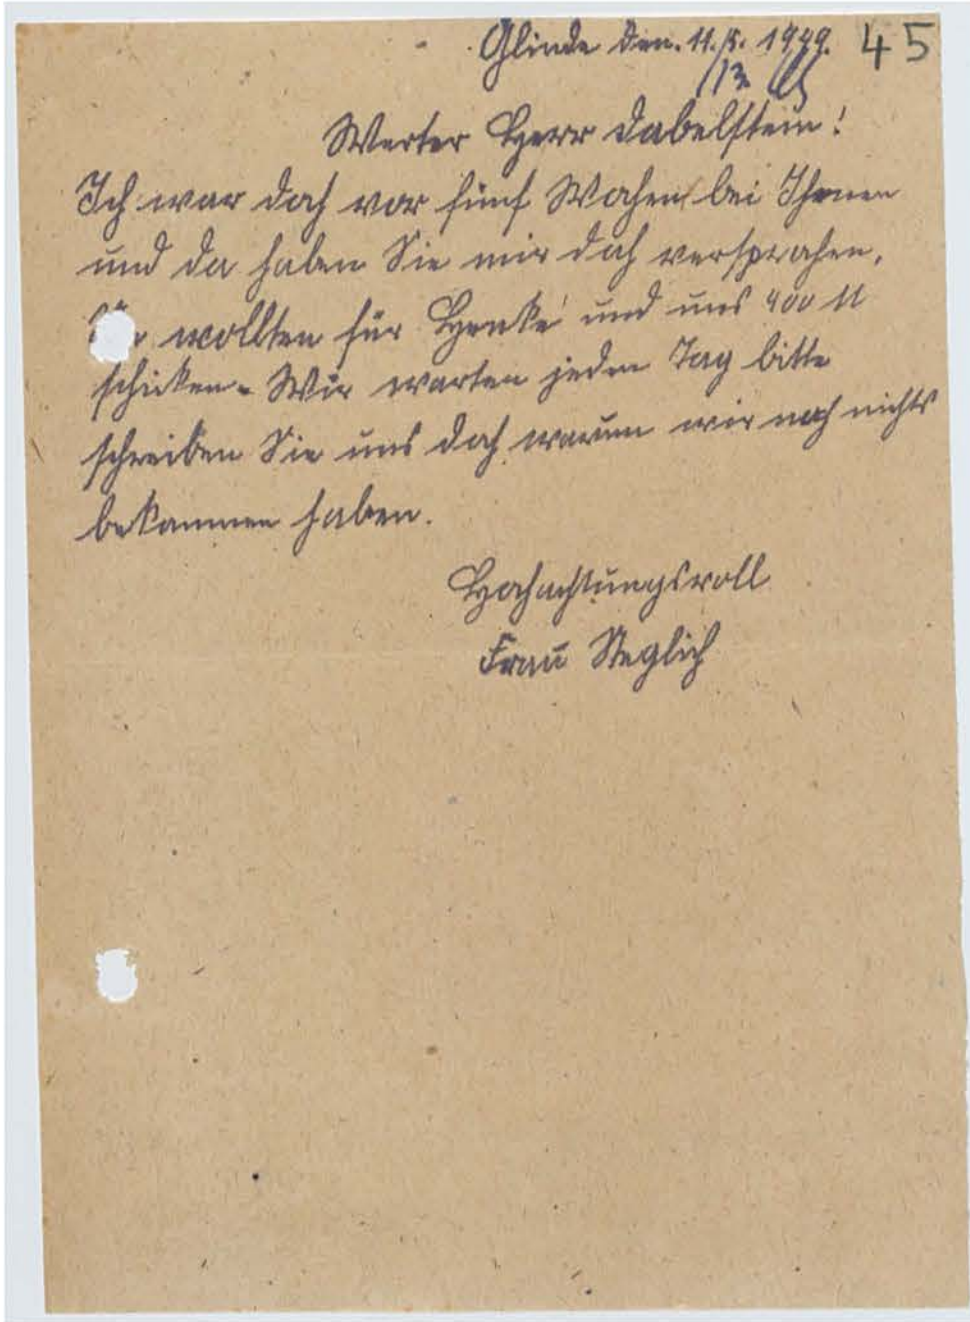 Glinde den. 11./5. 1949. 45
13
Werter Herr Dabelstein!
Ich war doch vor fünf Wochen bei Ihnen
und da haben Sie mir doch versprochen,
wollten für Henke und uns 400 M
schicken. Wir warten jeden Tag bitte
schreiben Sie uns doch warum wir noch nichts
bekommen haben.
Hochachtungsvoll
Frau Steglich